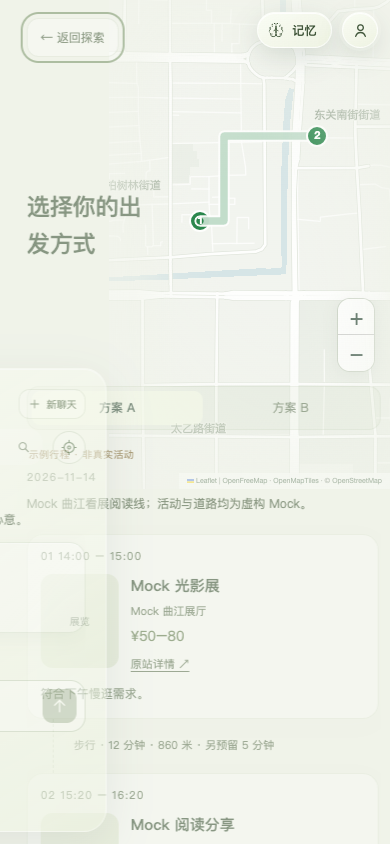 ← 返回探索
记忆
东关南街街道
2
柏树林街道
1
选择你的出
发方式
+
−
+ 新聊天
方案 A
方案 B
太乙路街道
示例行程 · 非真实活动
2026-11-14
Leaflet | OpenFreeMap · OpenMapTiles · © OpenStreetMap
Mock 曲江看展阅读线；活动与道路均为虚构 Mock。
心意。
01 14:00 — 15:00
展览
Mock 光影展
Mock 曲江展厅
¥50—80
原站详情 ↗
符合下午慢逛需求。
步行 · 12 分钟 · 860 米 · 另预留 5 分钟
02 15:20 — 16:20
Mock 阅读分享